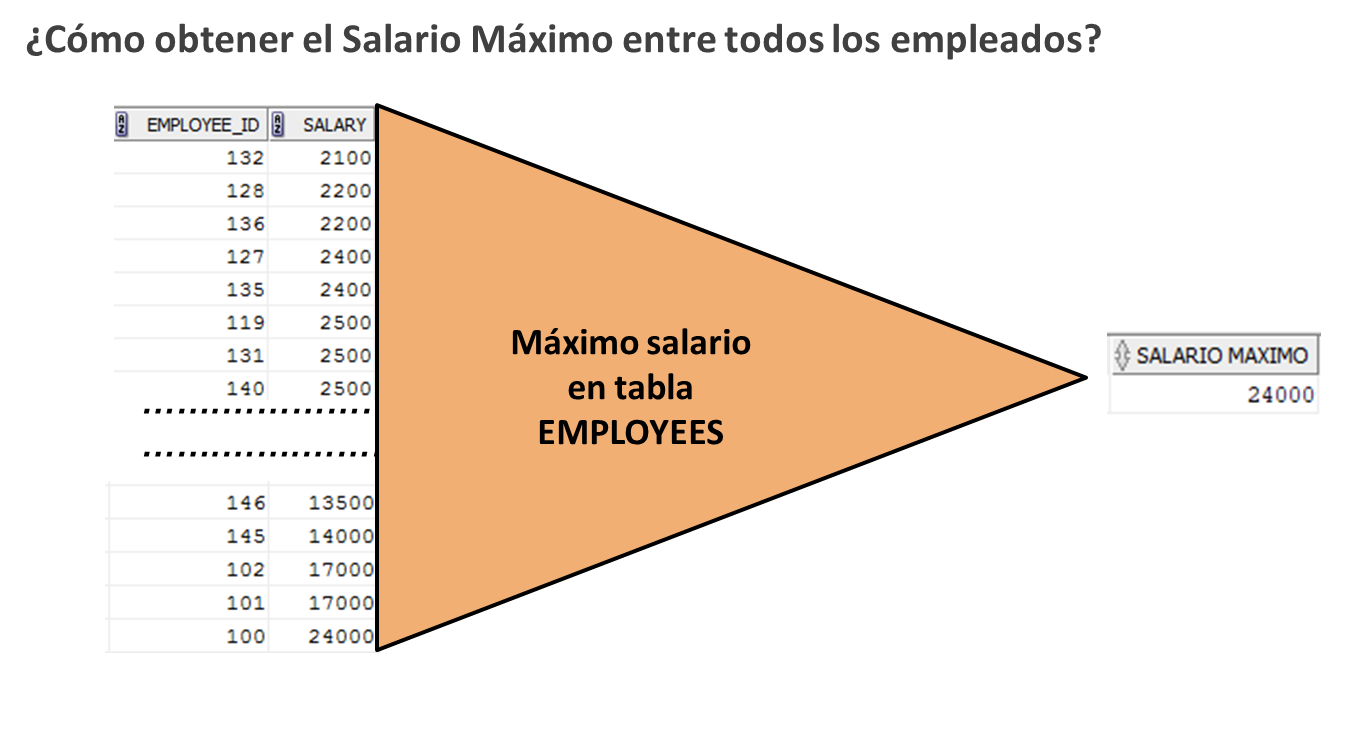 ¿Cómo obtener el Salario Máximo entre todos los empleados?
EMPLOYEE_ID SALARY
132 2100
128 2200
136 2200
127 2400
135 2400
119 2500
131 2500
140 2500
146 13500
145 14000
102 17000
101 17000
100 24000
Máximo salario
en tabla
EMPLOYEES
SALARIO MAXIMO
24000